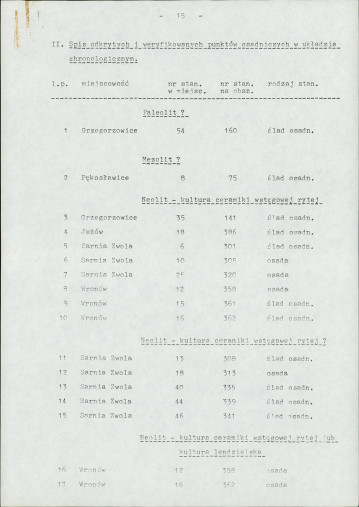 - 15 -
II. Spis odkrytych i weryfikowanych punktów osadniczych w układzie
chronologicznym.
l.p. miejscowość nr stan. nr stan. rodzaj stan.
w miejsc. na obsz.
Paleolit ?
1 Grzegorzowice 54 160 ślad osadn.
Mezolit ?
2 Pękosławice 8 75 ślad osadn.
Neolit - kultura ceramiki wstęgowej rytej
3 Grzegorzowice 35 141 ślad osadn.
4 Jeżów 18 386 ślad osadn.
5 Sarnia Zwola 6 301 ślad osadn.
6 Sarnia Zwola 10 305 osada
7 Sarnia Zwola 25 320 osada
8 Wronów 12 358 osada
9 Wronów 15 361 ślad osadn.
10 Wronów 16 362 ślad osadn.
Neolit - kultura ceramiki wstęgowej rytej ?
11 Sarnia Zwola 13 308 ślad osadn.
12 Sarnia Zwola 18 313 osada
13 Sarnia Zwola 40 335 ślad osadn.
14 Sarnia Zwola 44 339 ślad osadn.
15 Sarnia Zwola 46 341 ślad osadn.
Neolit - kultura ceramiki wstęgowej rytej lub
kultura lendzielska
16 Wronów 12 358 osada
17 Wronów 16 362 osada